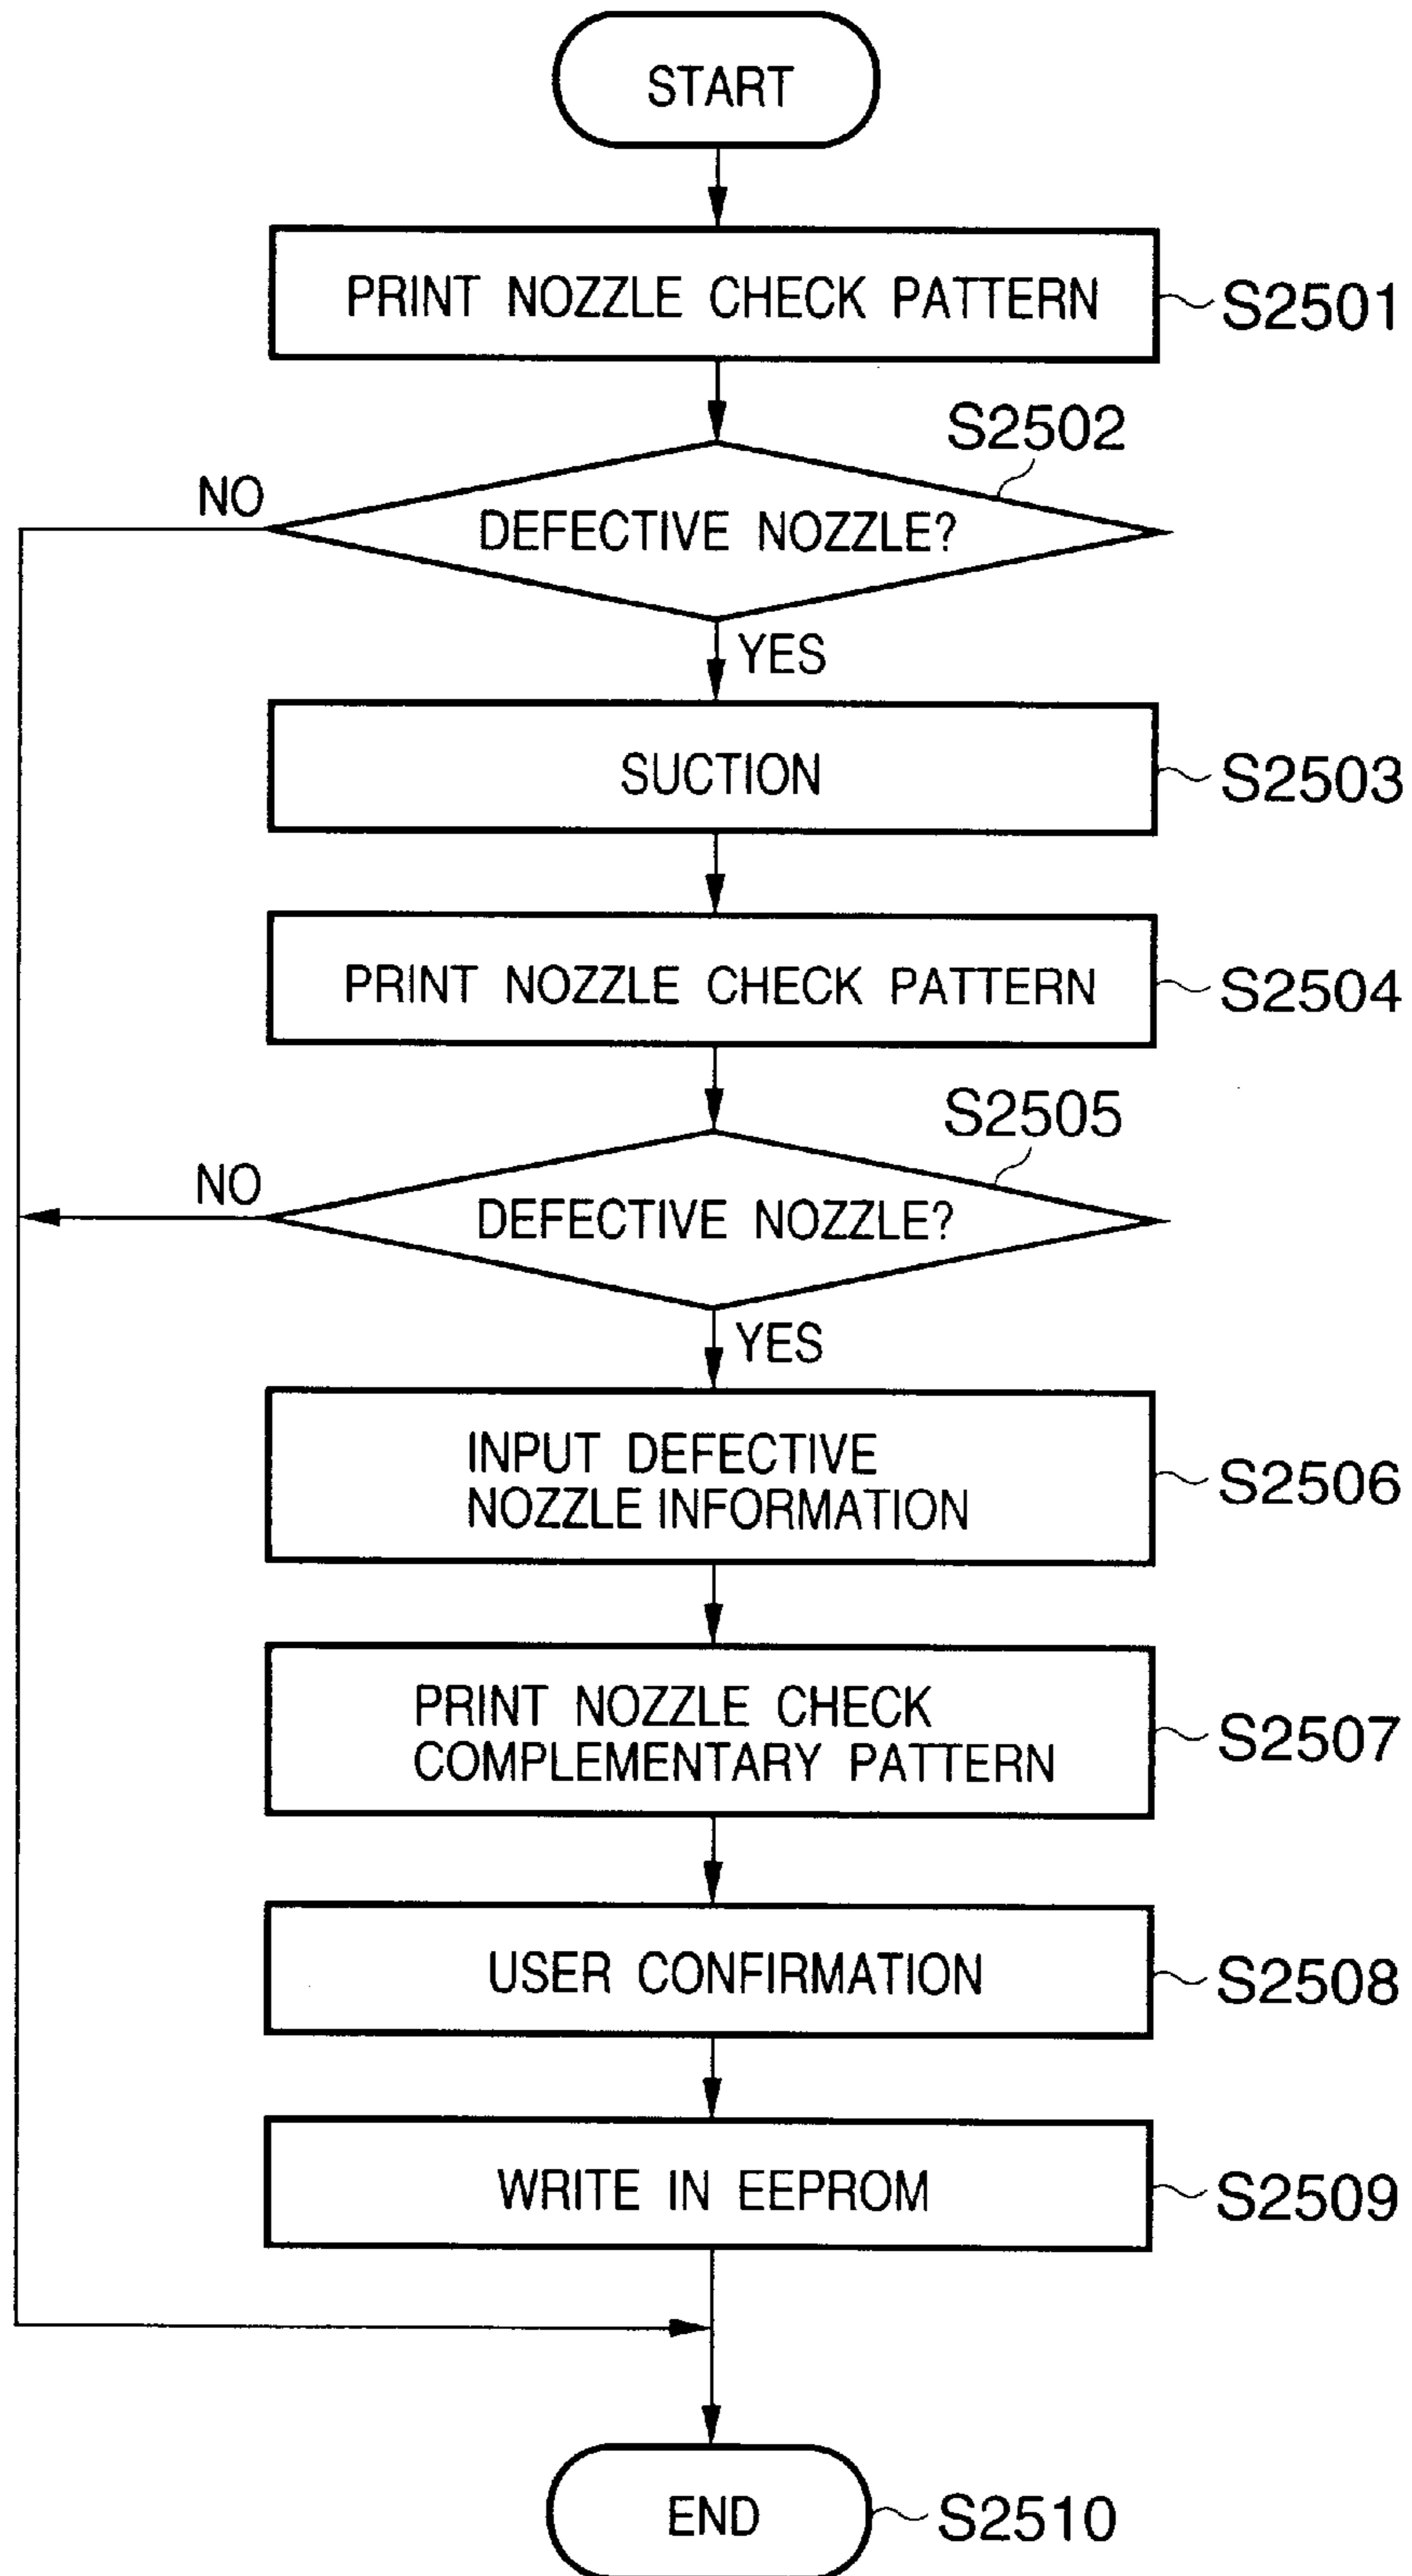 START
PRINT NOZZLE CHECK PATTERN
S2501
S2502
NO
DEFECTIVE NOZZLE?
YES
SUCTION
S2503
PRINT NOZZLE CHECK PATTERN
S2504
S2505
NO
DEFECTIVE NOZZLE?
YES
INPUT DEFECTIVE
NOZZLE INFORMATION
S2506
PRINT NOZZLE CHECK
COMPLEMENTARY PATTERN
S2507
USER CONFIRMATION
S2508
WRITE IN EEPROM
S2509
END
S2510